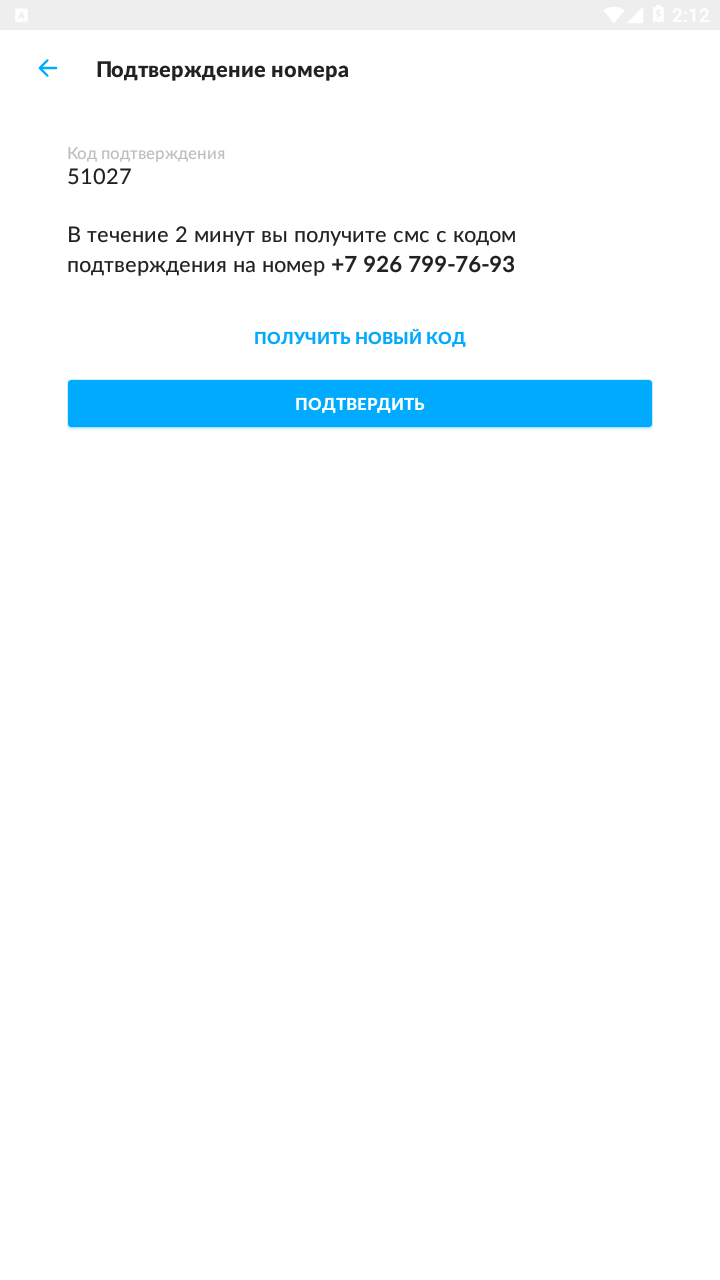 2:12
Подтверждение номера
Код подтверждения
51027
В течение 2 минут вы получите смс с кодом
подтверждения на номер +7 926 799-76-93
ПОЛУЧИТЬ НОВЫЙ КОД
ПОДТВЕРДИТЬ